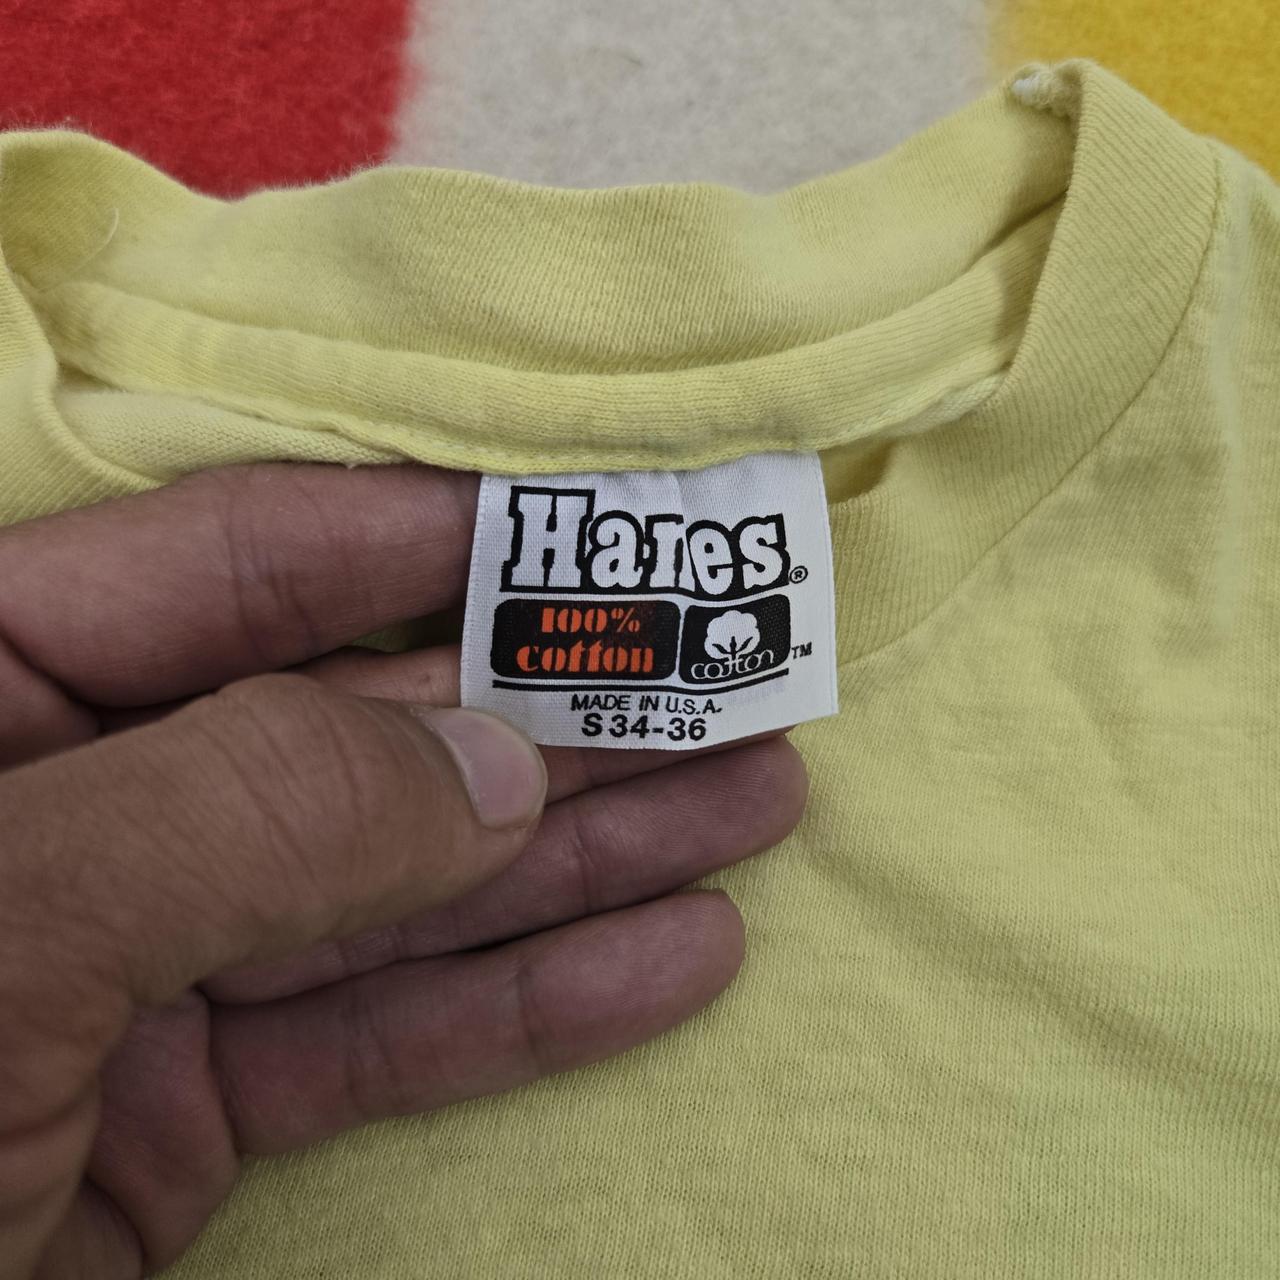 Hanes®
100% cotton
cotton ™
MADE IN U.S.A.
S 34-36